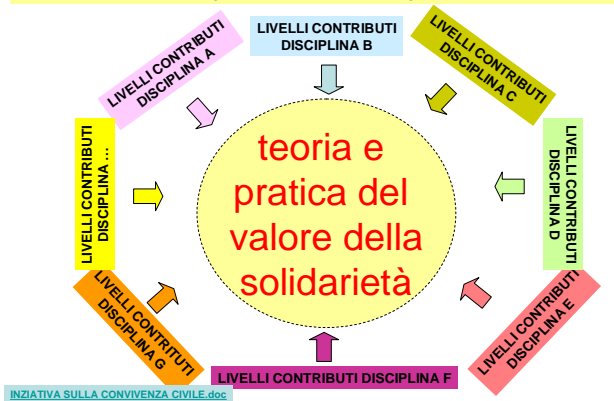 LIVELLI CONTRIBUTI
DISCIPLINA A
LIVELLI CONTRIBUTI
DISCIPLINA B
LIVELLI CONTRIBUTI
DISCIPLINA C
LIVELLI CONTRIBUTI
DISCIPLINA ...
teoria e
pratica del
valore della
solidarietà
LIVELLI CONTRIBUTI
DISCIPLINA D
LIVELLI CONTRITUTI
DISCIPLINA G
LIVELLI CONTRIBUTI DISCIPLINA F
LIVELLI CONTRIBUTI
DISCIPLINA E
INZIATIVA SULLA CONVIVENZA CIVILE.doc